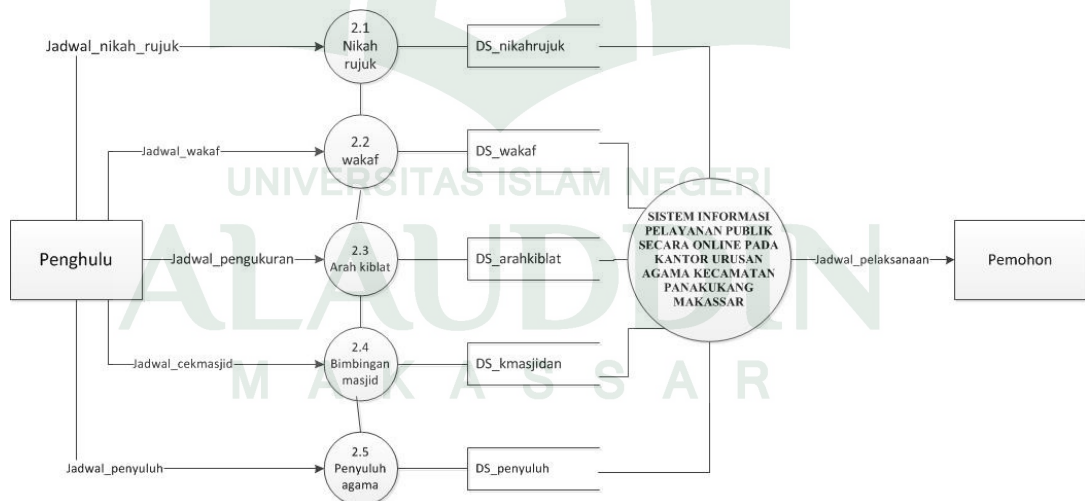 Jadwal_nikah_rujuk
2.1
Nikah
rujuk
DS_nikahrujuk
Jadwal_wakaf
2.2
wakaf
DS_wakaf
UNIVERSITAS ISLAM NEGERI
Penghulu
Jadwal_pengukuran
2.3
Arah kiblat
DS_arahkiblat
SISTEM INFORMASI
PELAYANAN PUBLIK
SECARA ONLINE PADA
KANTOR URUSAN
AGAMA KECAMATAN
PANAKUKANG
MAKASSAR
Jadwal_pelaksanaan
Pemohon
ALAUDDIN
Jadwal_cekmasjid
2.4
Bimbingan
masjid
DS_kmasjidan
MAKASSAR
Jadwal_penyuluh
2.5
Penyuluh
agama
DS_penyuluh